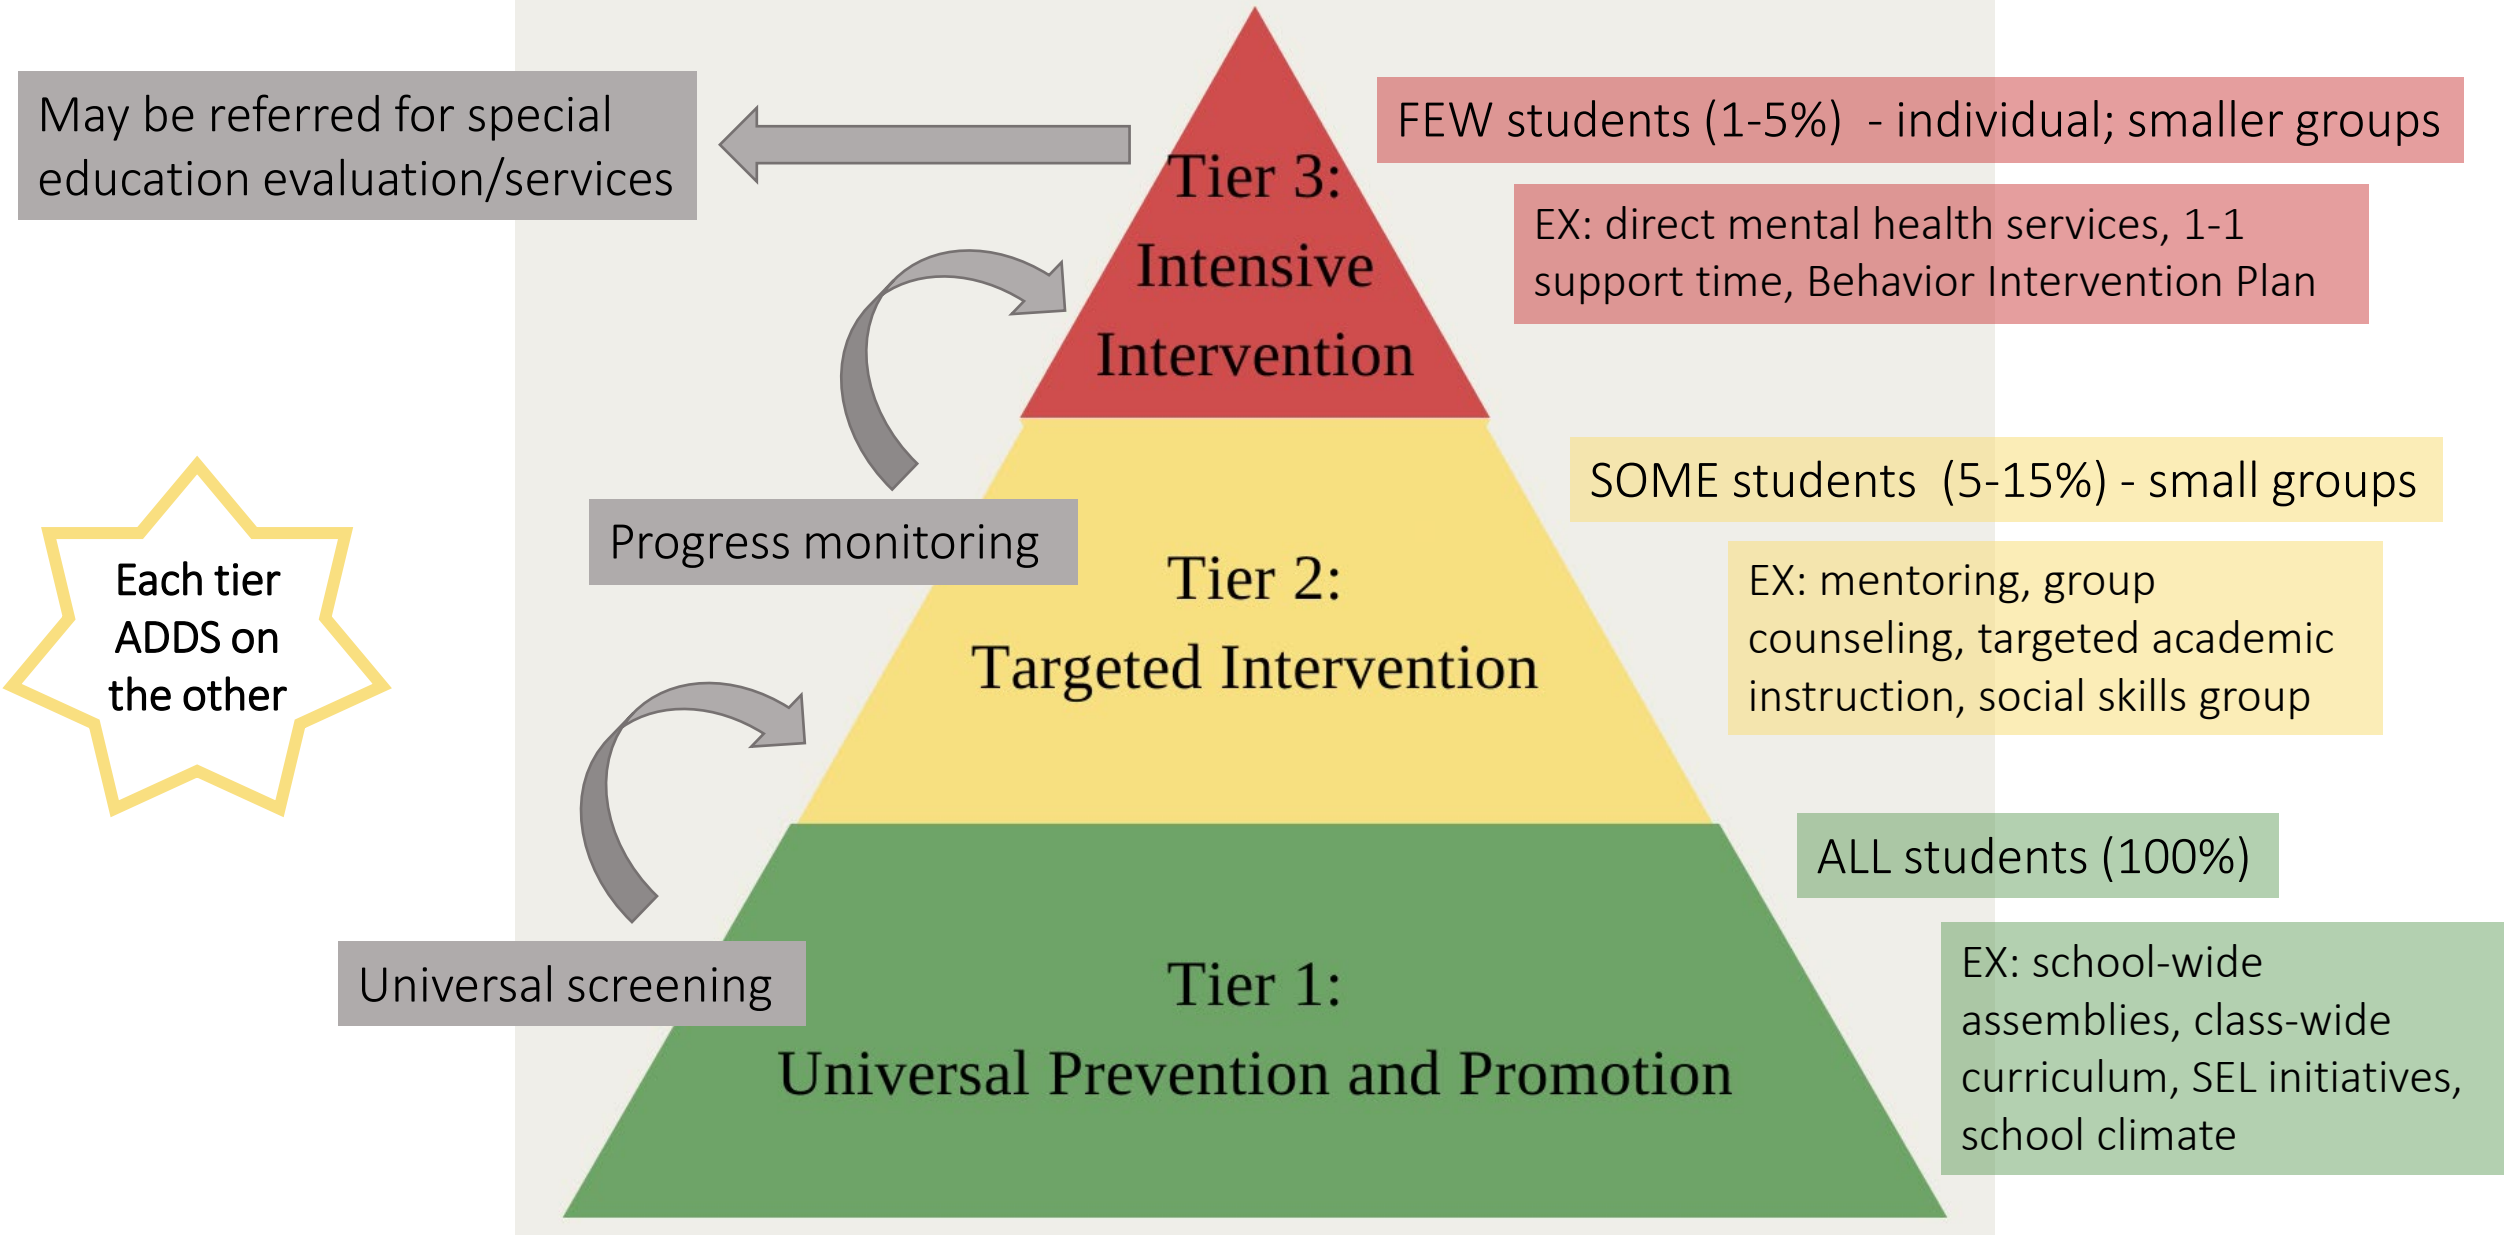 May be referred for special
education evaluation/services
FEW students (1-5%)  - individual; smaller groups
EX: direct mental health services, 1-1
support time, Behavior Intervention Plan
Tier 3:
Intensive
Intervention
Progress monitoring
SOME students  (5-15%) - small groups
EX: mentoring, group
counseling, targeted academic
instruction, social skills group
Tier 2:
Targeted Intervention
Each tier
ADDS on
the other
Universal screening
ALL students (100%)
EX: school-wide
assemblies, class-wide
curriculum, SEL initiatives,
school climate
Tier 1:
Universal Prevention and Promotion